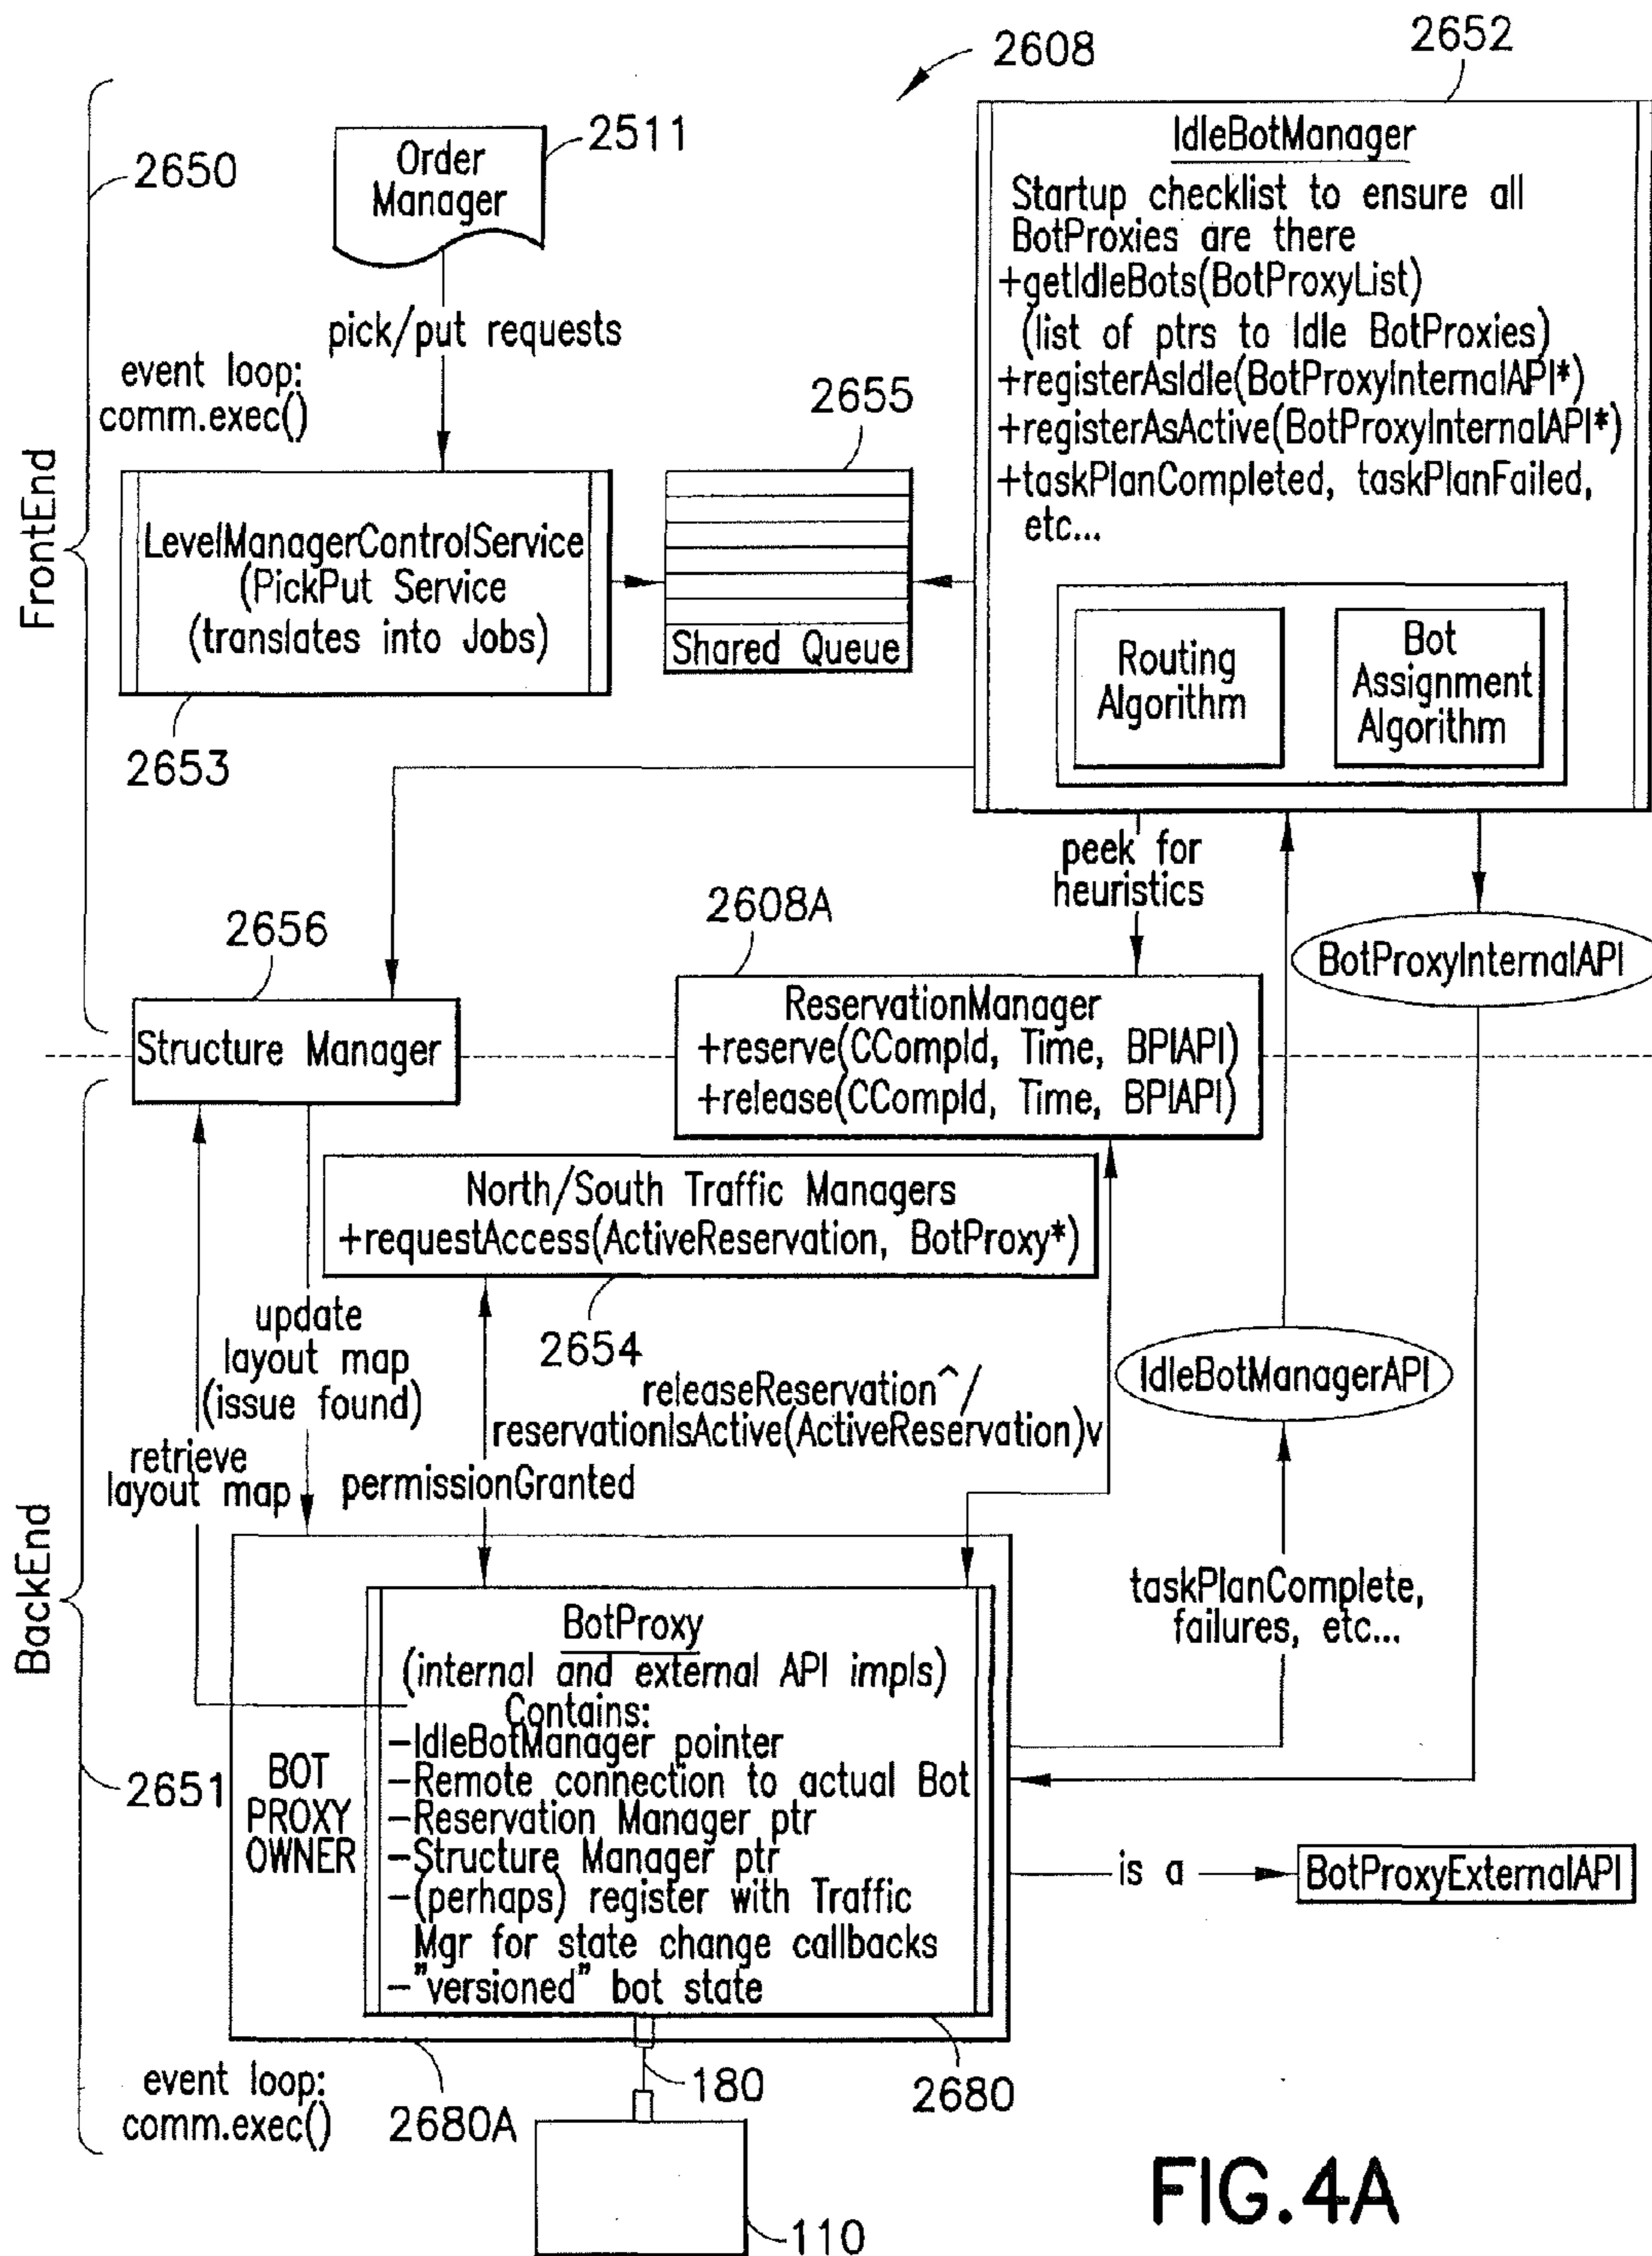 2608
2652
2650
Order
Manager
2511
pick/put requests
event loop:
comm.exec()
FrontEnd
LevelManagerControlService
(PickPut Service
(translates into Jobs)
2653
2655
Shared Queue
IdleBotManager
Startup checklist to ensure all
BotProxies are there
+getIdleBots(BotProxyList)
(list of ptrs to Idle BotProxies)
+registerAsIdle(BotProxyInternalAPI*)
+registerAsActive(BotProxyInternalAPI*)
+taskPlanCompleted, taskPlanFailed,
etc...
Routing
Algorithm
Bot
Assignment
Algorithm
peek for
heuristics
BotProxyInternalAPI
2656
Structure Manager
2608A
ReservationManager
+reserve(CCompId, Time, BPIAPI)
+release(CCompId, Time, BPIAPI)
North/South Traffic Managers
+requestAccess(ActiveReservation, BotProxy*)
2654
update
layout map
(issue found)
retrieve
layout map
permissionGranted
releaseReservation^/
reservationIsActive(ActiveReservation)v
IdleBotManagerAPI
taskPlanComplete,
failures, etc...
BackEnd
2651
BOT
PROXY
OWNER
BotProxy
(internal and external API impls)
Contains:
-IdleBotManager pointer
-Remote connection to actual Bot
-Reservation Manager ptr
-Structure Manager ptr
-(perhaps) register with Traffic
Mgr for state change callbacks
-"versioned" bot state
is a
BotProxyExternalAPI
event loop:
comm.exec()
2680A
180
2680
110
FIG.4A